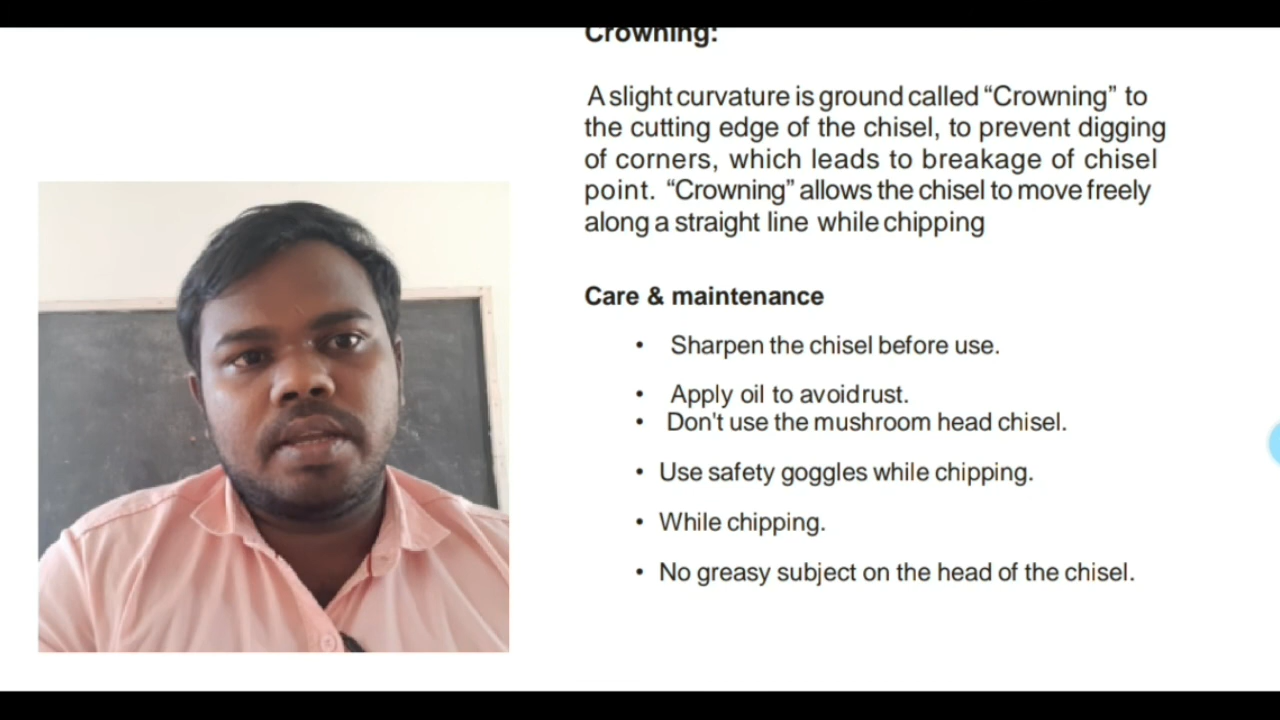 Crowning:
A slight curvature is ground called “Crowning” to
the cutting edge of the chisel, to prevent digging
of corners, which leads to breakage of chisel
point. “Crowning” allows the chisel to move freely
along a straight line while chipping
Care & maintenance
• Sharpen the chisel before use.
• Apply oil to avoidrust.
• Don't use the mushroom head chisel.
• Use safety goggles while chipping.
• While chipping.
• No greasy subject on the head of the chisel.